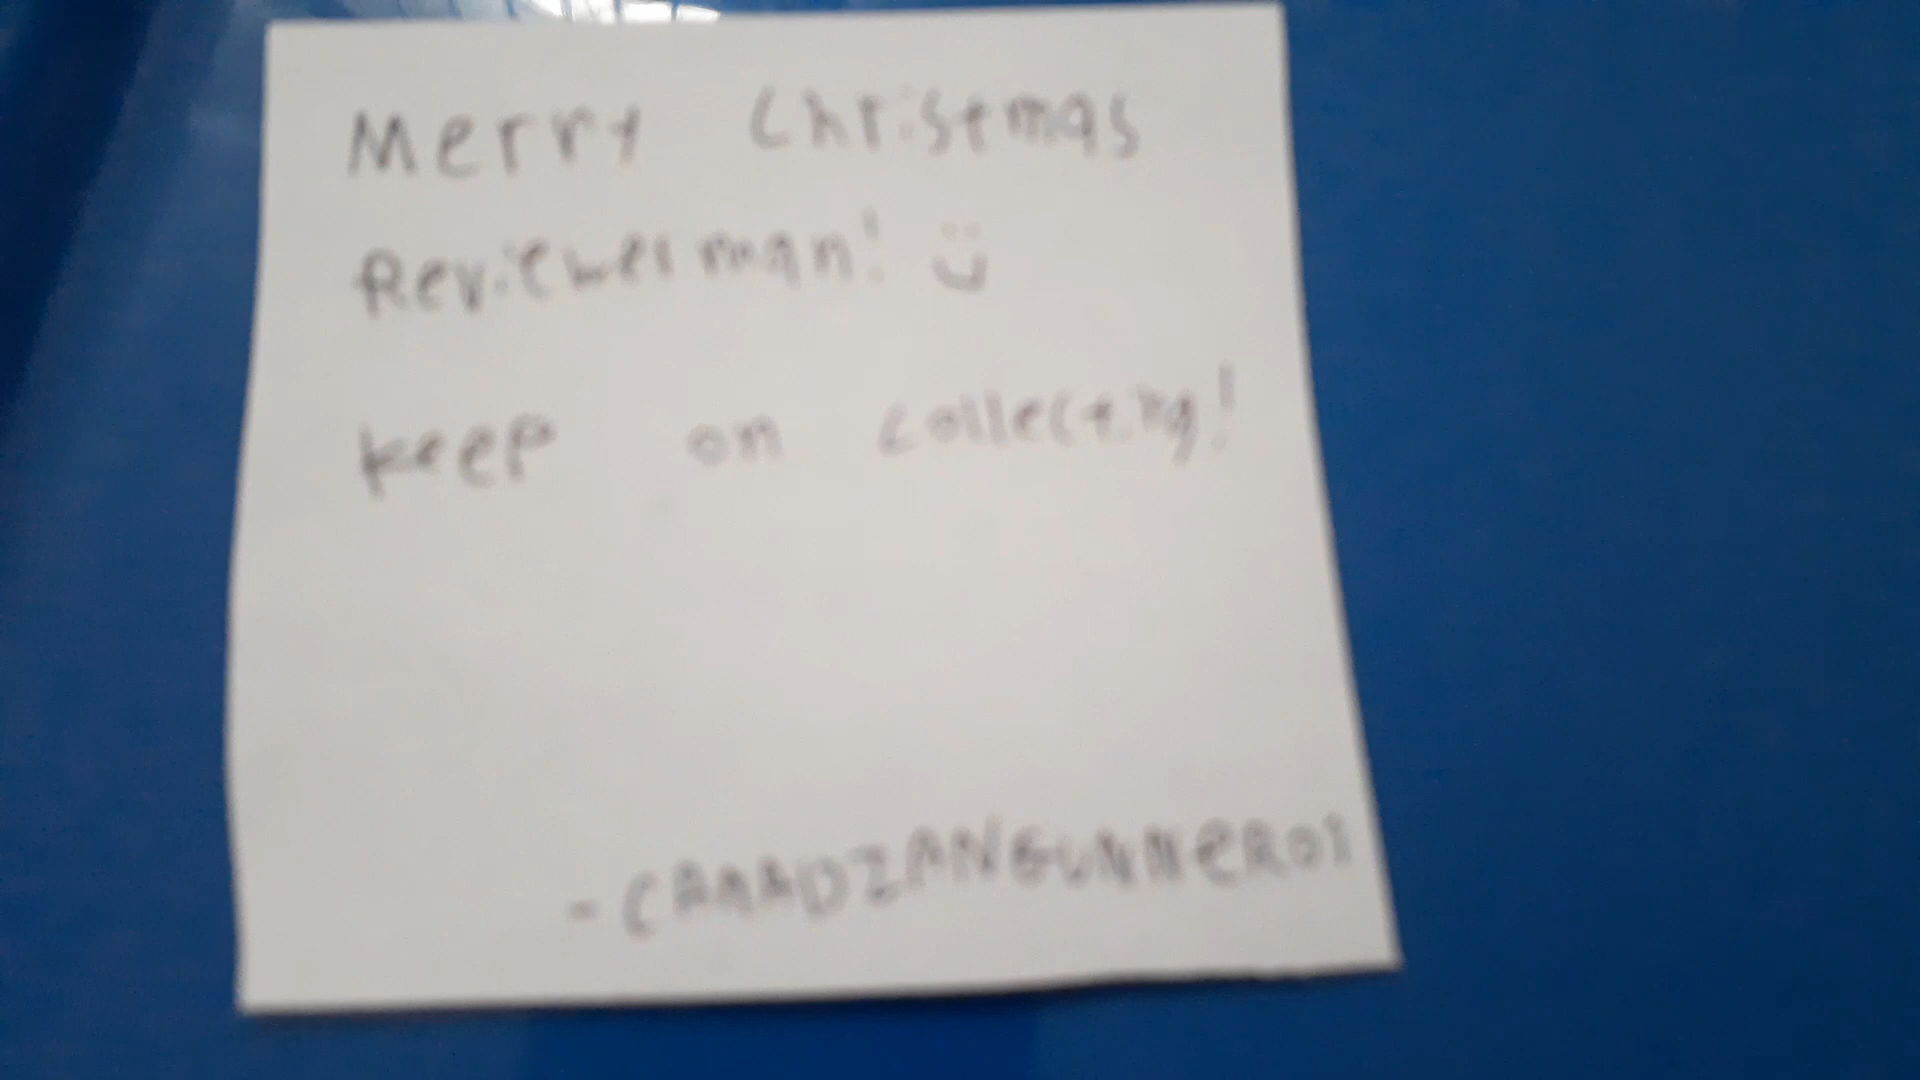 Merry Christmas
Reviewerman! :)
keep on collecting!
- CANADIANGUNNER01